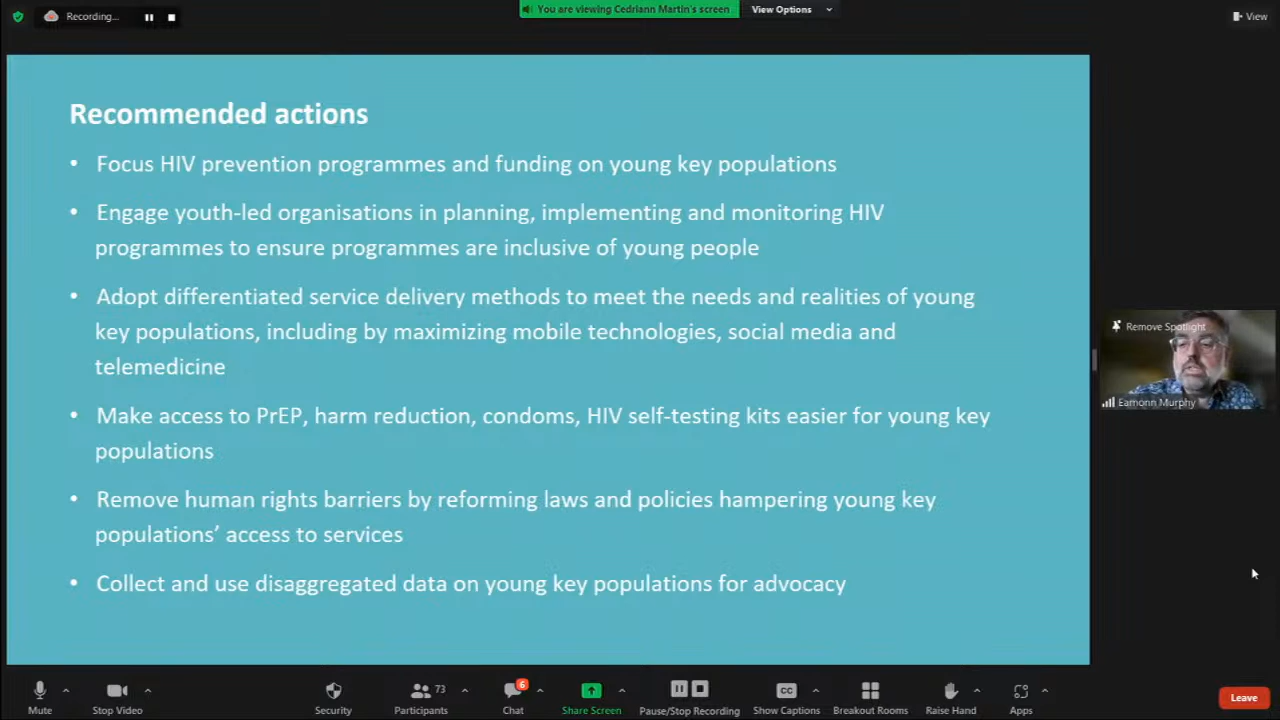 Recording...
You are viewing Cedriann Martin's screen
View Options
View
Recommended actions
• Focus HIV prevention programmes and funding on young key populations
• Engage youth-led organisations in planning, implementing and monitoring HIV
programmes to ensure programmes are inclusive of young people
• Adopt differentiated service delivery methods to meet the needs and realities of young
key populations, including by maximizing mobile technologies, social media and
telemedicine
• Make access to PrEP, harm reduction, condoms, HIV self-testing kits easier for young key
populations
• Remove human rights barriers by reforming laws and policies hampering young key
populations’ access to services
• Collect and use disaggregated data on young key populations for advocacy
Remove Spotlight
Eamonn Murphy
Mute
Stop Video
Security
Participants
73
Chat
6
Share Screen
Pause/Stop Recording
CC
Show Captions
Breakout Rooms
Raise Hand
Apps
Leave